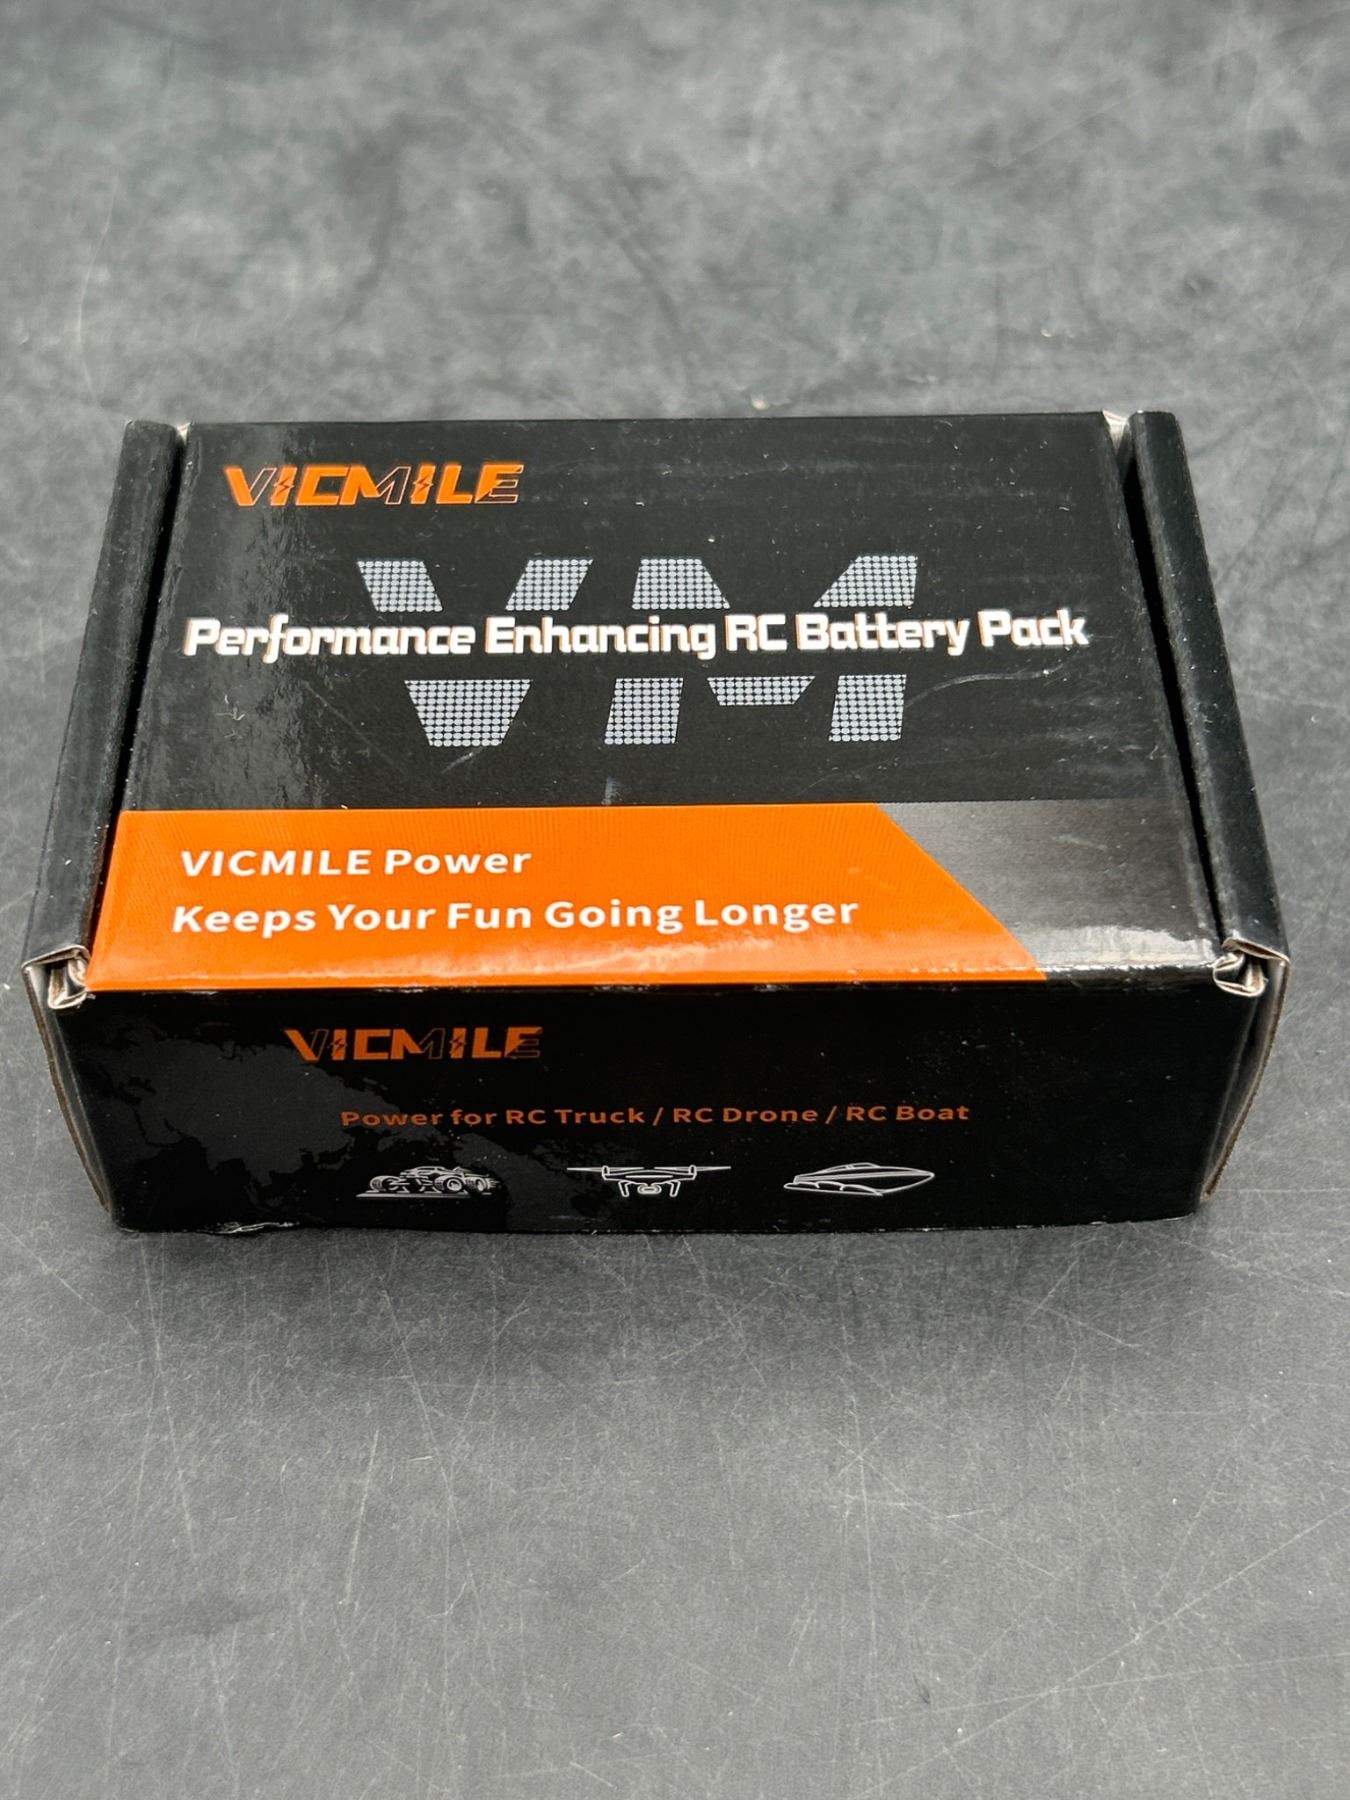 VICMILE
VM
Performance Enhancing RC Battery Pack
VICMILE Power
Keeps Your Fun Going Longer
VICMILE
Power for RC Truck / RC Drone / RC Boat